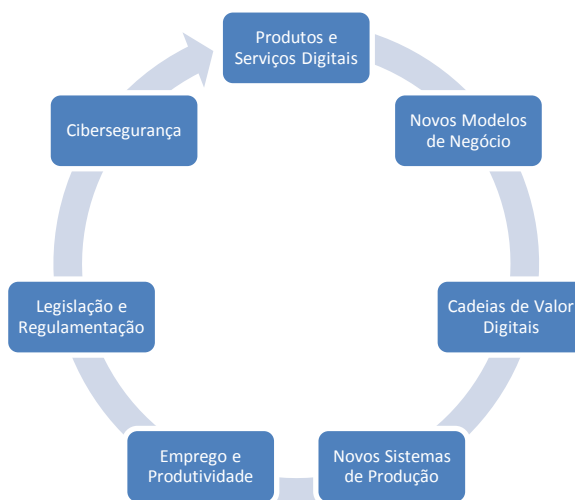 Produtos e
Serviços Digitais
Novos Modelos
de Negócio
Cadeias de Valor
Digitais
Novos Sistemas
de Produção
Emprego e
Produtividade
Legislação e
Regulamentação
Cibersegurança